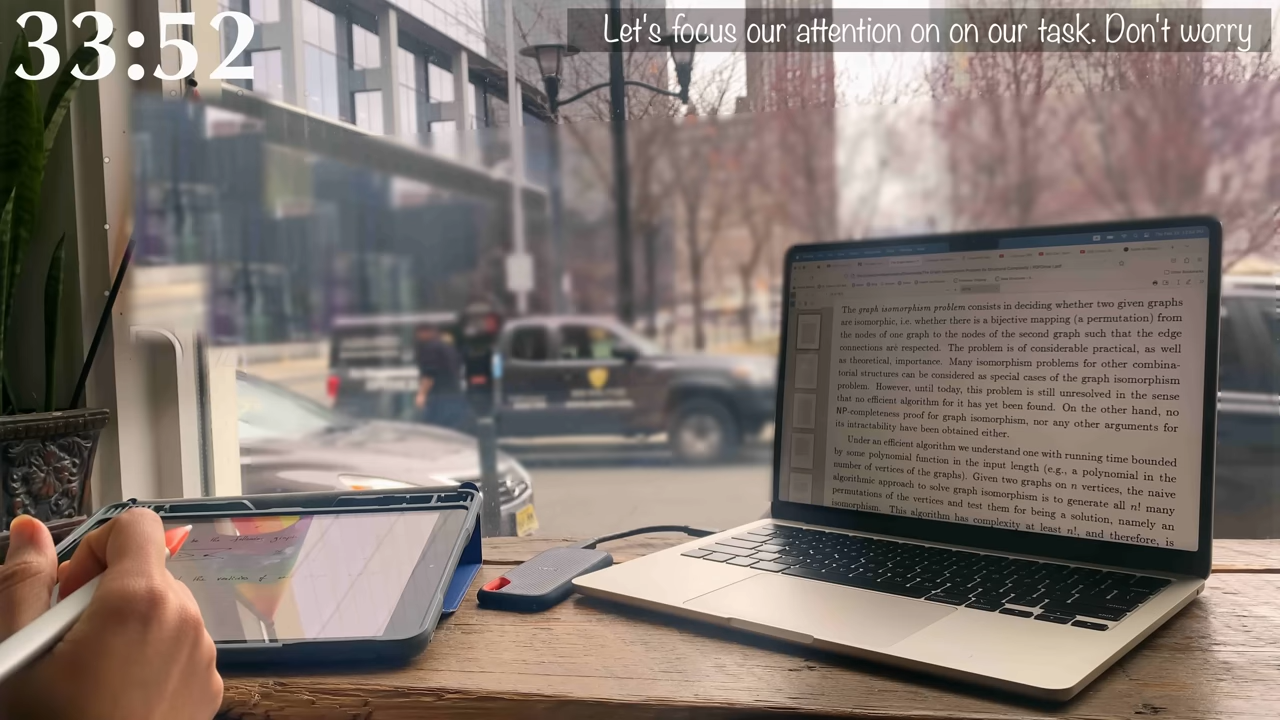 33:52
Let's focus our attention on on our task. Don't worry
The graph isomorphism problem consists in deciding whether two given graphs
are isomorphic, i.e. whether there is a bijective mapping (a permutation) from
the nodes of one graph to the nodes of the second graph such that the edge
connections are respected. The problem is of considerable practical, as well
as theoretical, importance. Many isomorphism problems for other combina-
torial structures can be considered as special cases of the graph isomorphism
problem. However, until today, this problem is still unresolved in the sense
that no efficient algorithm for it has yet been found. On the other hand, no
NP-completeness proof for graph isomorphism, nor any other arguments for
its intractability have been obtained either.
Under an efficient algorithm we understand one with running time bounded
by some polynomial function in the input length (e.g., a polynomial in the
number of vertices of the graphs). Given two graphs on n vertices, the naive
algorithmic approach to solve graph isomorphism is to generate all n! many
permutations of the vertices and test them for being a solution, namely an
isomorphism. This algorithm has complexity at least n!, and therefore, is